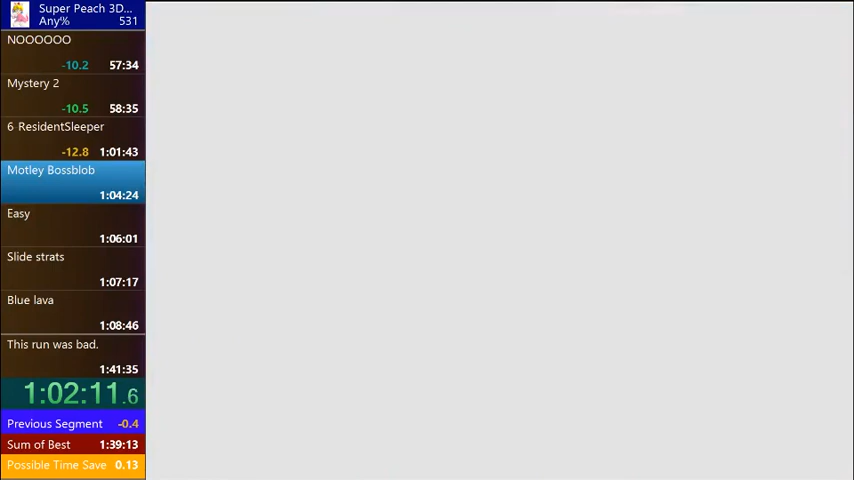 Super Peach 3D...
Any% 531
NOOOOOO
-10.2 57:34
Mystery 2
-10.5 58:35
6 ResidentSleeper
-12.8 1:01:43
Motley Bossblob
1:04:24
Easy
1:06:01
Slide strats
1:07:17
Blue lava
1:08:46
This run was bad.
1:41:35
1:02:11.6
Previous Segment -0.4
Sum of Best 1:39:13
Possible Time Save 0.13